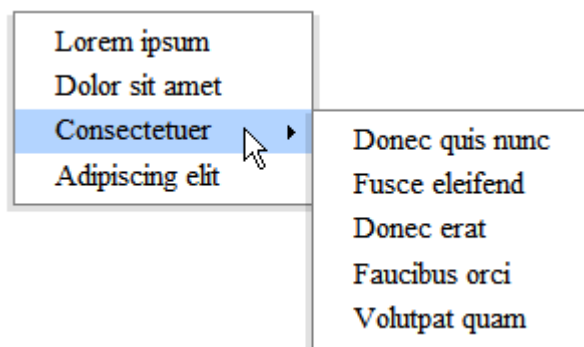 Lorem ipsum
Dolor sit amet
Consectetuer
Adipiscing elit
Donec quis nunc
Fusce eleifend
Donec erat
Faucibus orci
Volutpat quam